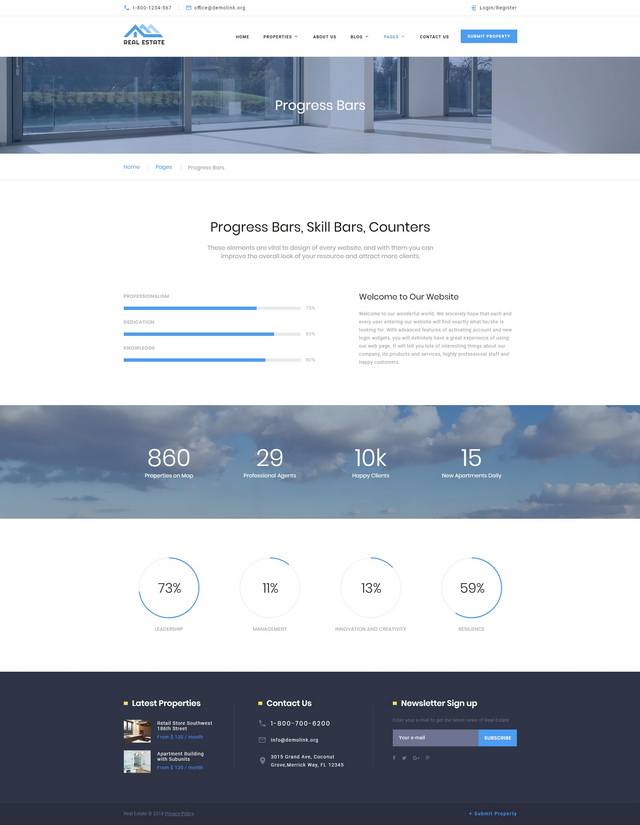 1-800-1234-567
office@demolink.org
Login/Register
REAL ESTATE
HOME
PROPERTIES
ABOUT US
BLOG
PAGES
CONTACT US
SUBMIT PROPERTY
Progress Bars
Home
Pages
Progress Bars
Progress Bars, Skill Bars, Counters
These elements are vital to design of every website, and with them you can
improve the overall look of your resource and attract more clients.
PROFESSIONALISM
75%
DEDICATION
85%
KNOWLEDGE
80%
Welcome to Our Website
Welcome to our wonderful world. We sincerely hope that each and
every user entering our website will find exactly what he/she is
looking for. With advanced features of activating account and new
login widgets, you will definitely have a great experience of using
our web page. It will tell you lots of interesting things about our
company, its products and services, highly professional staff and
happy customers.
860
Properties on Map
29
Professional Agents
10k
Happy Clients
15
New Apartments Daily
73%
LEADERSHIP
11%
MANAGEMENT
13%
INNOVATION AND CREATIVITY
59%
RESILIENCE
Latest Properties
Retail Store Southwest
186th Street
From $ 120 / month
Apartment Building
with Subunits
From $ 120 / month
Contact Us
1-800-700-6200
info@demolink.org
3015 Grand Ave, Coconut
Grove,Merrick Way, FL 12345
Newsletter Sign up
Enter your e-mail to get the latest news of Real Estate
Your e-mail
SUBSCRIBE
Real Estate © 2018 Privacy Policy
+ Submit Property